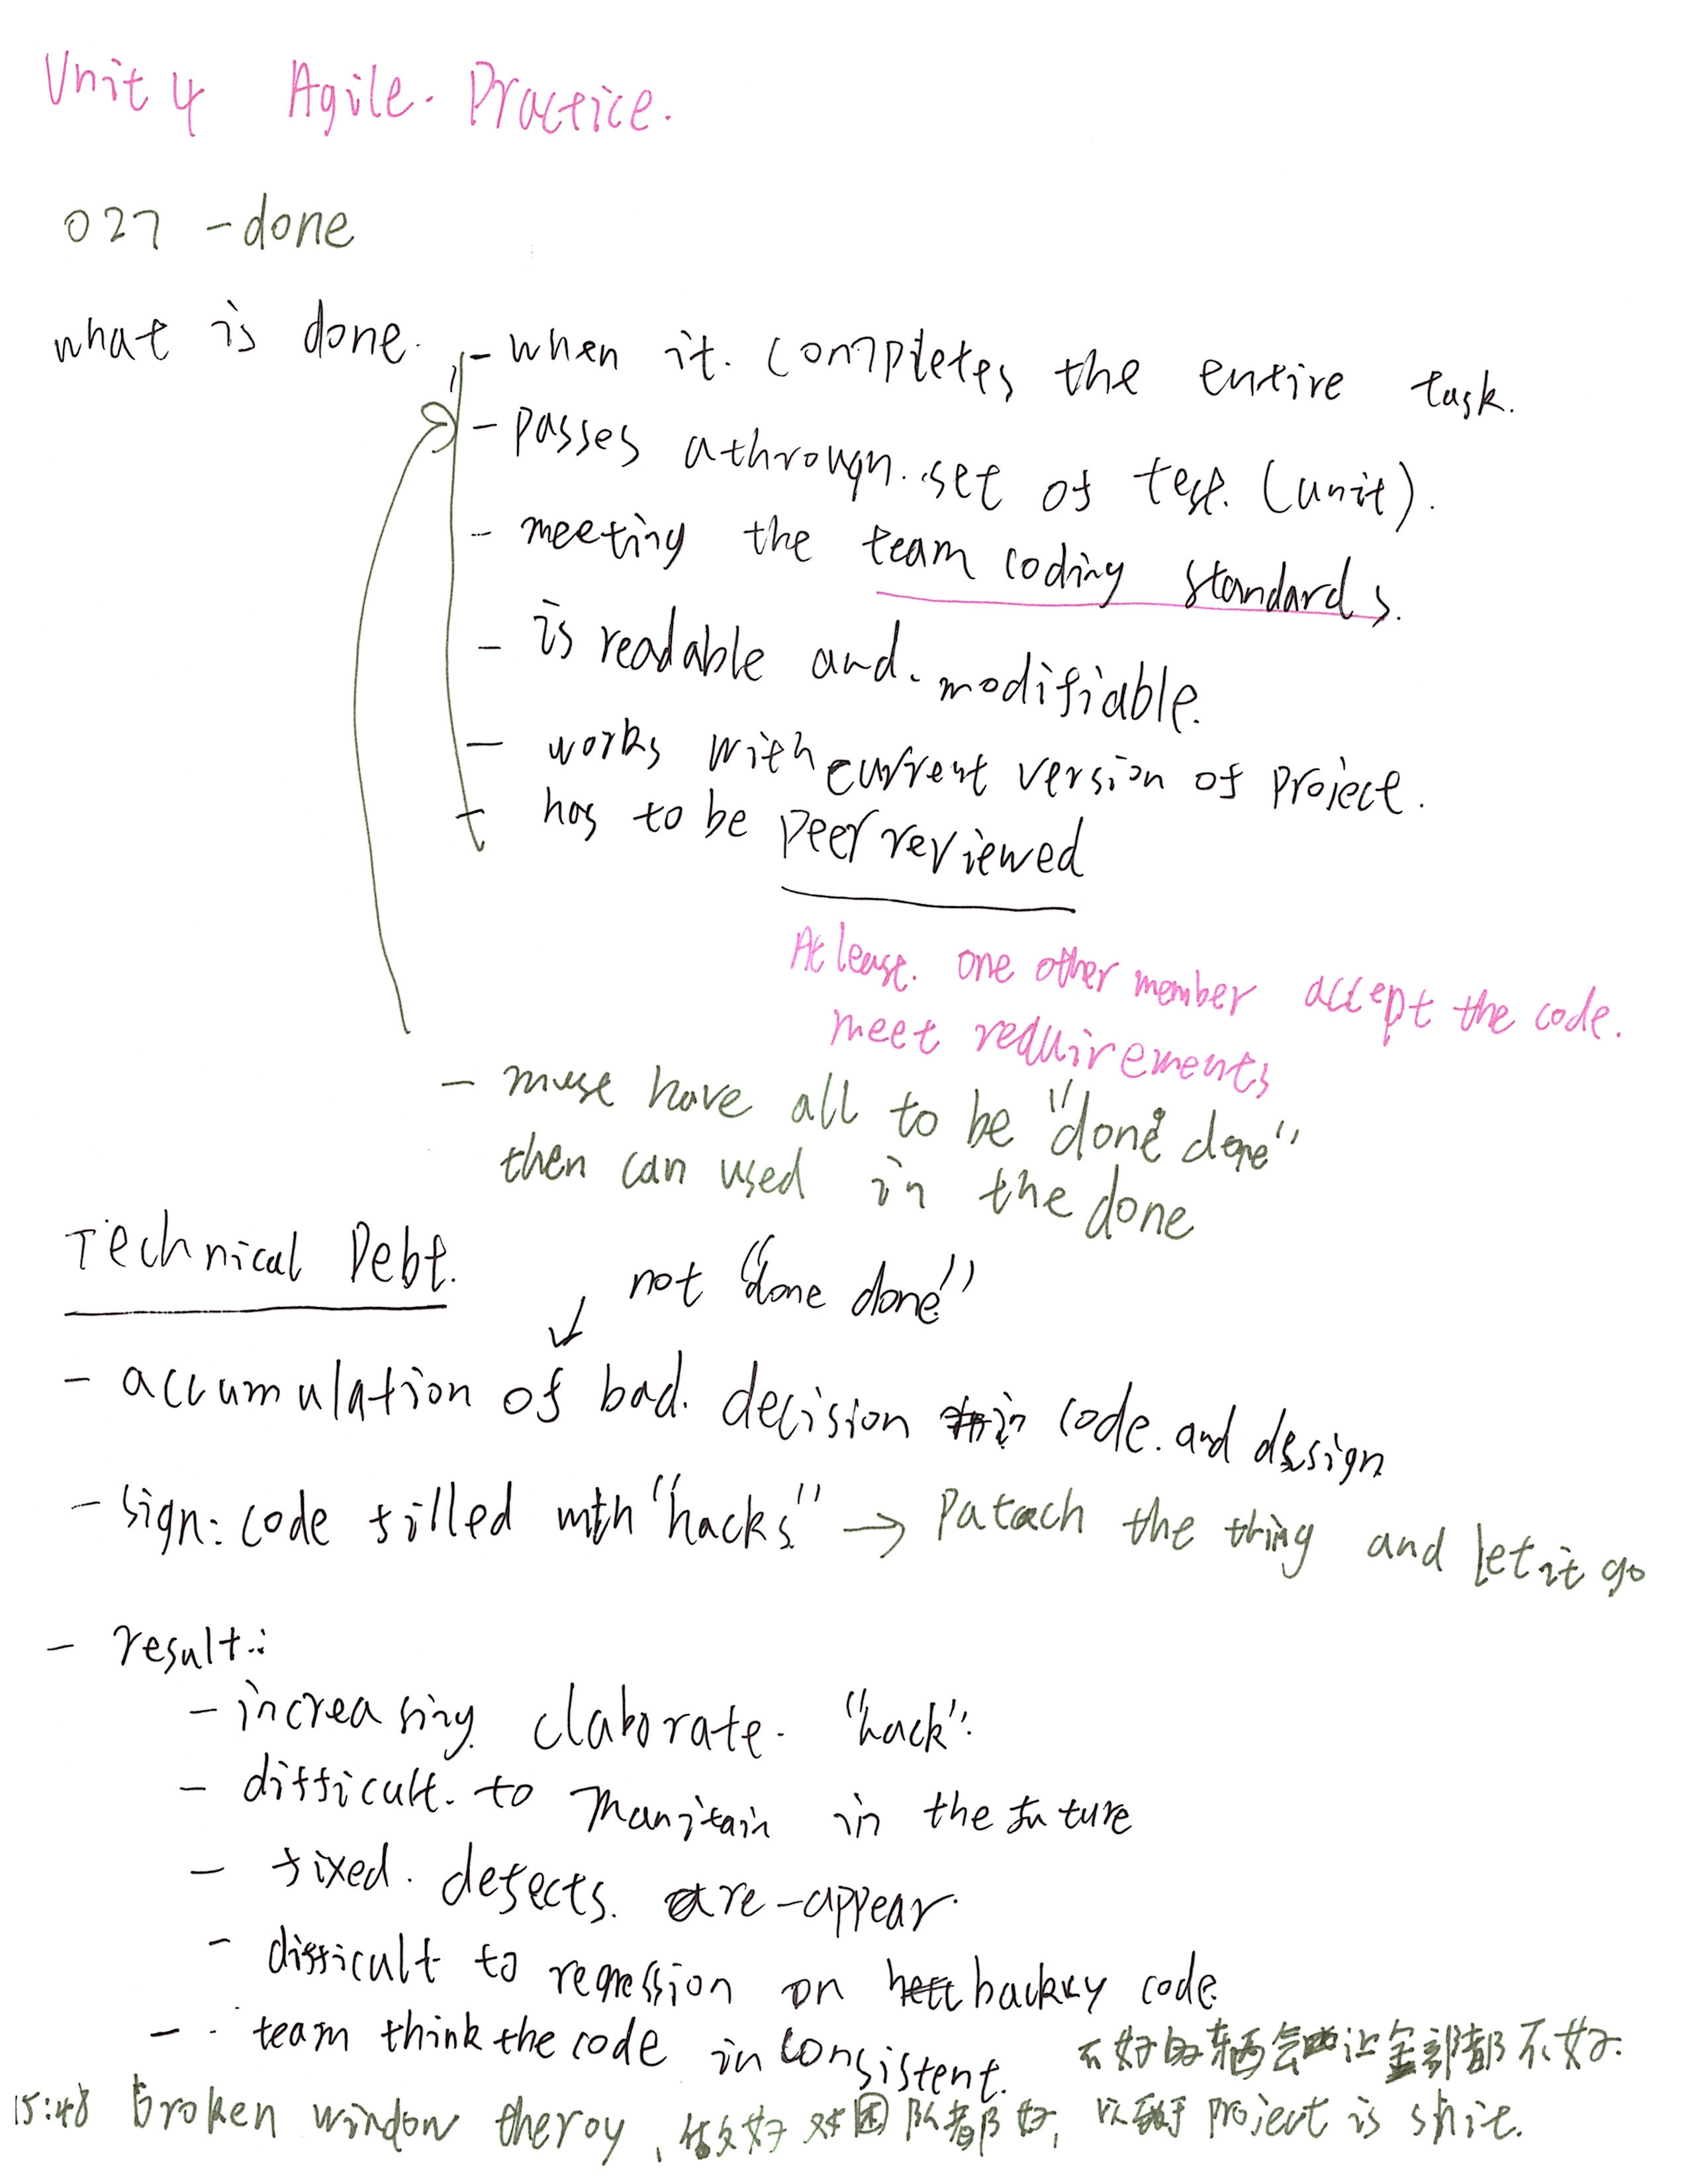 Unit 4 Agile. Practice.
027 - done
what is done. - when it. completes the entire task.
- passes a throuqn. set of test. (unit).
- meeting the team coding standards.
- is readable and. modifiable.
- works with current version of project.
- has to be peer reviewed
At least. one other member accept the code.
meet requirements
- must have all to be "done done"
then can used in the done
Technical Debt.
not "done done"
- accumulation of bad. decision in code. and design
- sign: code filled with "hacks" → Patach the thing and let it go
- result:
- increasing elaborate. "hack".
- difficult. to manitain in the future
- fixed. defects. re-appear.
- difficult to regression on hacky code
- team think the code inconsistent. 不好的东西会让全部都不好.
15:48 broken window theroy, 做好对团队都好, 以至于 project is shit.